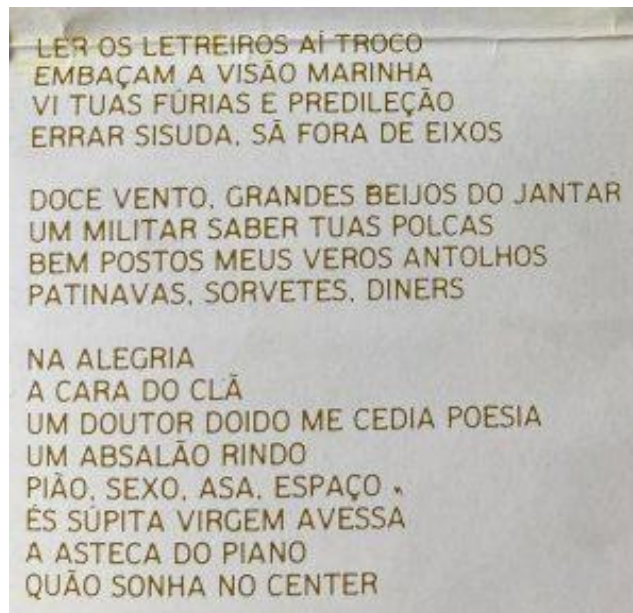 LER OS LETREIROS AÍ TROCO
EMBAÇAM A VISÃO MARINHA
VI TUAS FÚRIAS E PREDILEÇÃO
ERRAR SISUDA, SÃ FORA DE EIXOS
DOCE VENTO, GRANDES BEIJOS DO JANTAR
UM MILITAR SABER TUAS POLCAS
BEM POSTOS MEUS VEROS ANTOLHOS
PATINAVAS, SORVETES, DINERS
NA ALEGRIA
A CARA DO CLÃ
UM DOUTOR DOIDO ME CEDIA POESIA
UM ABSALÃO RINDO
PIÃO, SEXO, ASA, ESPAÇO
ÉS SÚPITA VIRGEM AVESSA
A ASTECA DO PIANO
QUÃO SONHA NO CENTER